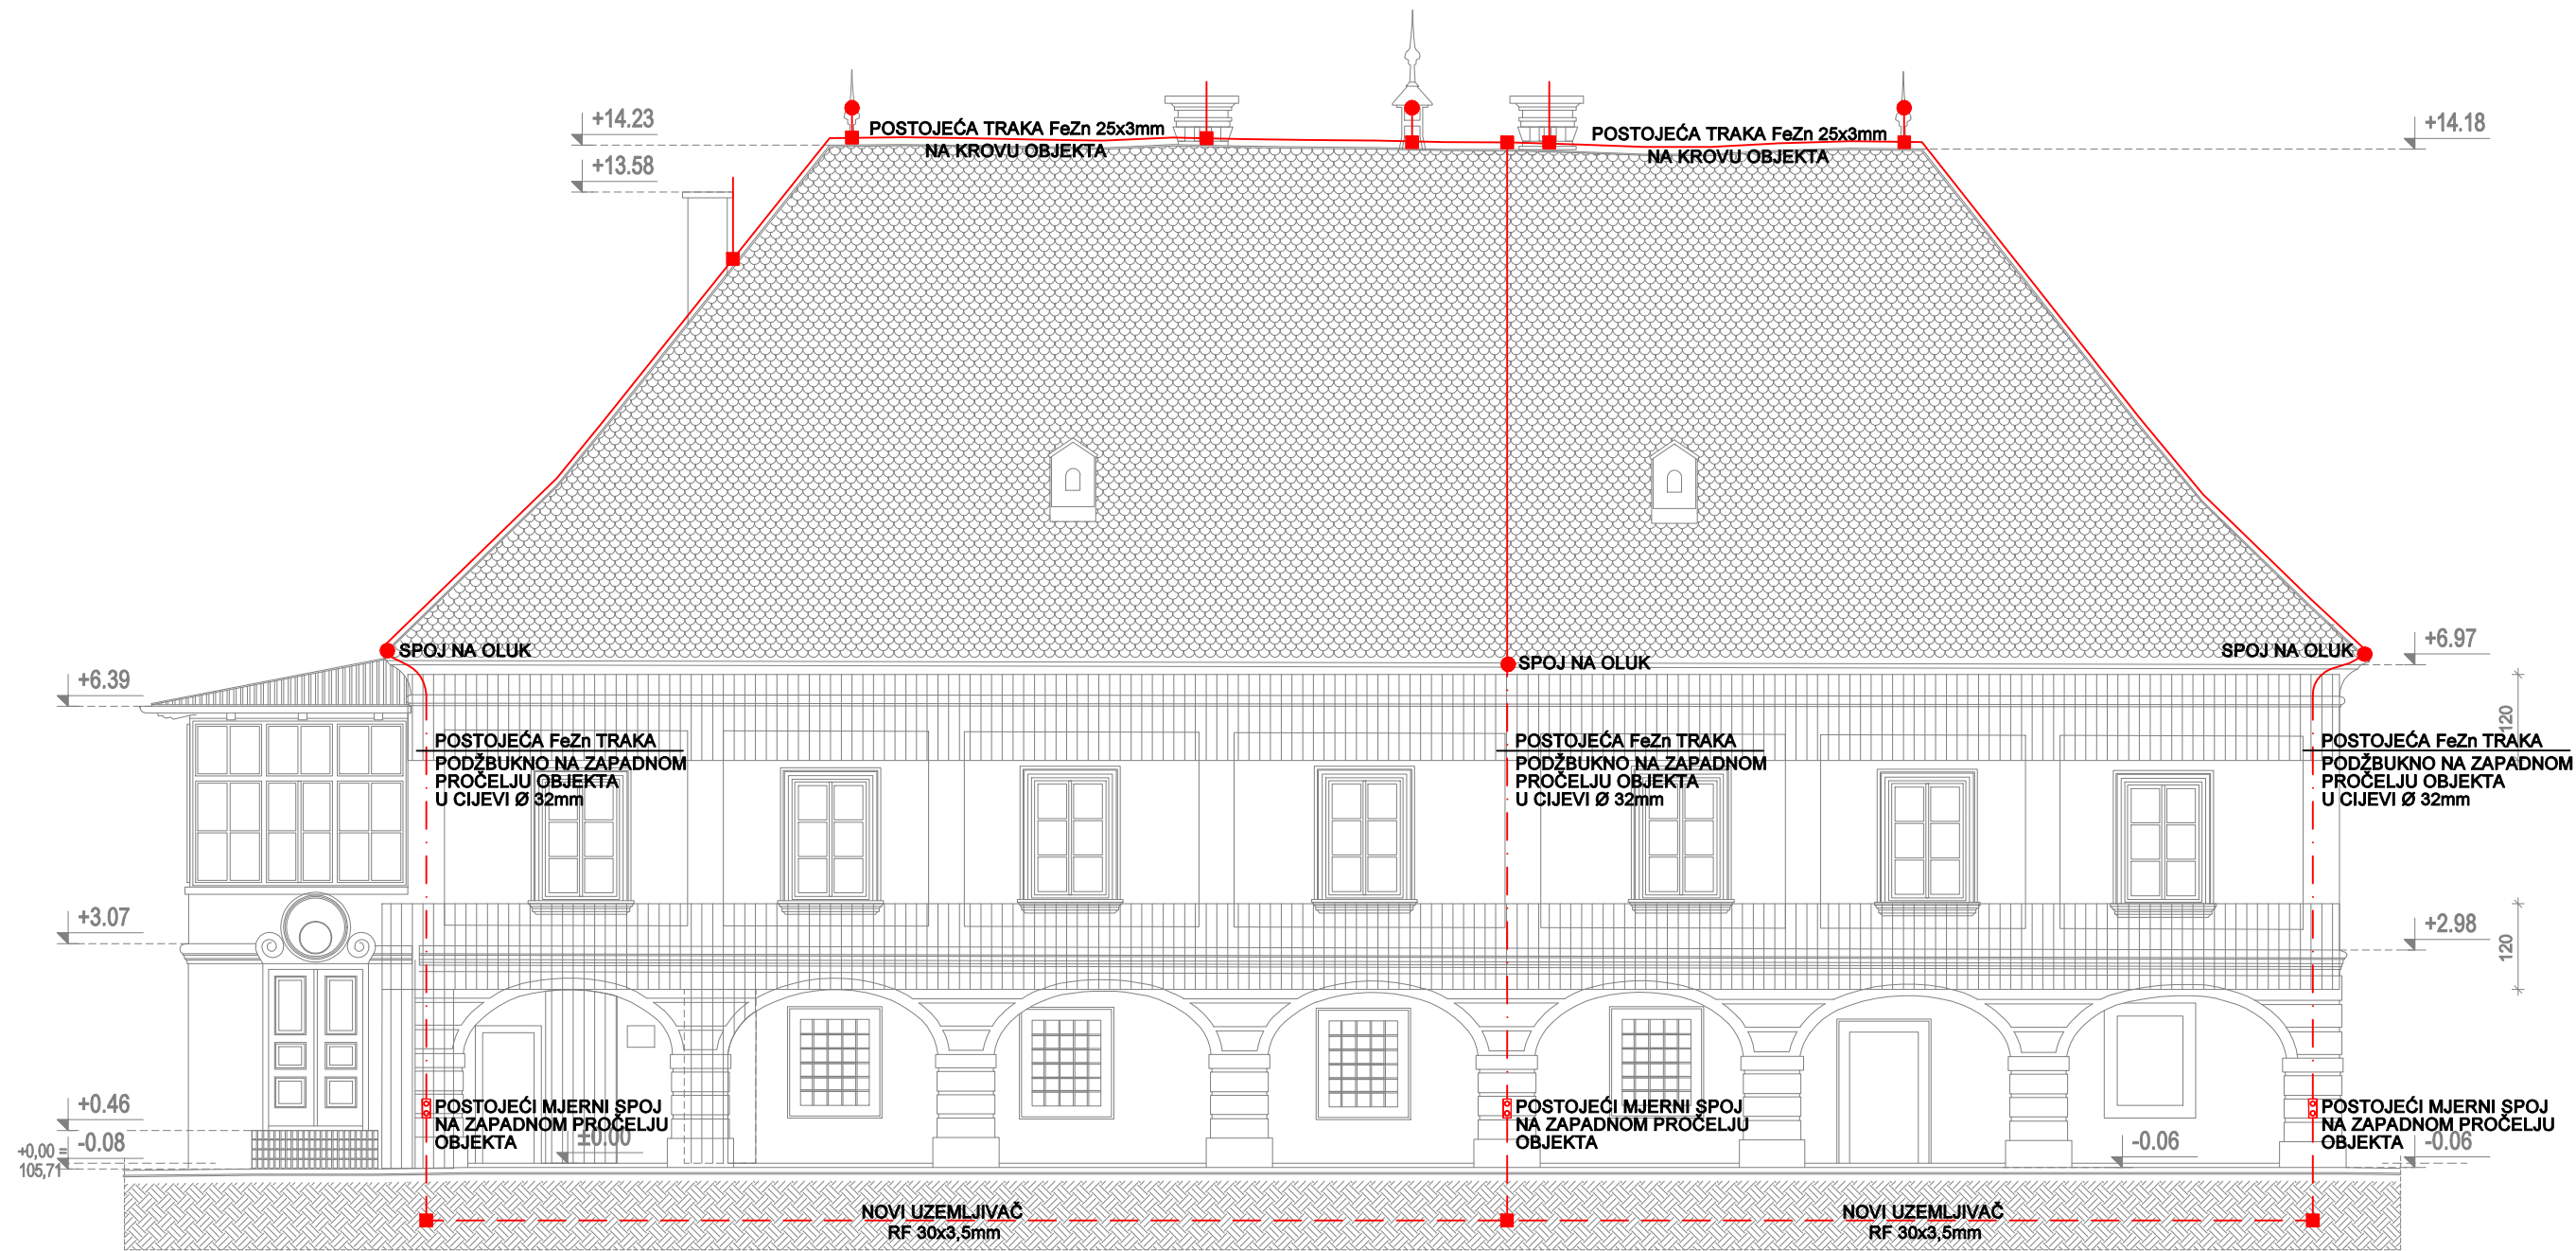 +14.23
POSTOJEĆA TRAKA FeZn 25x3mm
NA KROVU OBJEKTA
POSTOJEĆA TRAKA FeZn 25x3mm
NA KROVU OBJEKTA
+14.18
+13.58
SPOJ NA OLUK
SPOJ NA OLUK
SPOJ NA OLUK
+6.97
+6.39
120
POSTOJEĆA FeZn TRAKA
PODŽBUKNO NA ZAPADNOM
PROČELJU OBJEKTA
U CIJEVI Ø 32mm
POSTOJEĆA FeZn TRAKA
PODŽBUKNO NA ZAPADNOM
PROČELJU OBJEKTA
U CIJEVI Ø 32mm
POSTOJEĆA FeZn TRAKA
PODŽBUKNO NA ZAPADNOM
PROČELJU OBJEKTA
U CIJEVI Ø 32mm
+3.07
+2.98
120
+0.46
-0.08
+0,00 =
105,71
POSTOJEĆI MJERNI SPOJ
NA ZAPADNOM PROČELJU
OBJEKTA
±0.00
POSTOJEĆI MJERNI SPOJ
NA ZAPADNOM PROČELJU
OBJEKTA
-0.06
POSTOJEĆI MJERNI SPOJ
NA ZAPADNOM PROČELJU
OBJEKTA
-0.06
NOVI UZEMLJIVAČ
RF 30x3,5mm
NOVI UZEMLJIVAČ
RF 30x3,5mm